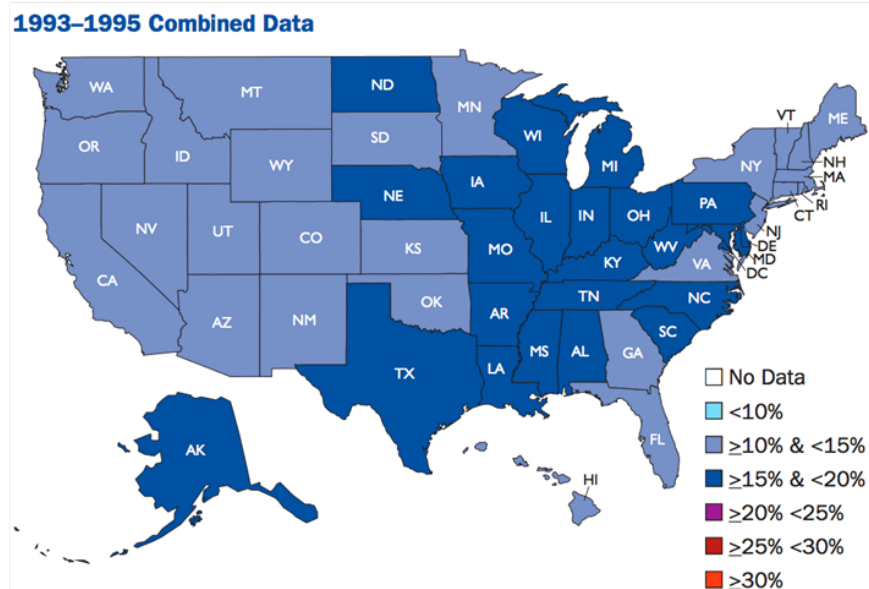 1993–1995 Combined Data
WA
MT
ND
MN
VT
ME
OR
ID
SD
WI
MI
NY
NH
MA
WY
RI
CT
NE
IA
PA
NV
UT
CO
IL
IN
OH
NJ
DE
MD
DC
KS
MO
WV
VA
KY
CA
AZ
NM
OK
AR
TN
NC
SC
MS
AL
GA
TX
LA
FL
AK
HI
No Data
<10%
≥10% & <15%
≥15% & <20%
≥20% <25%
≥25% <30%
≥30%